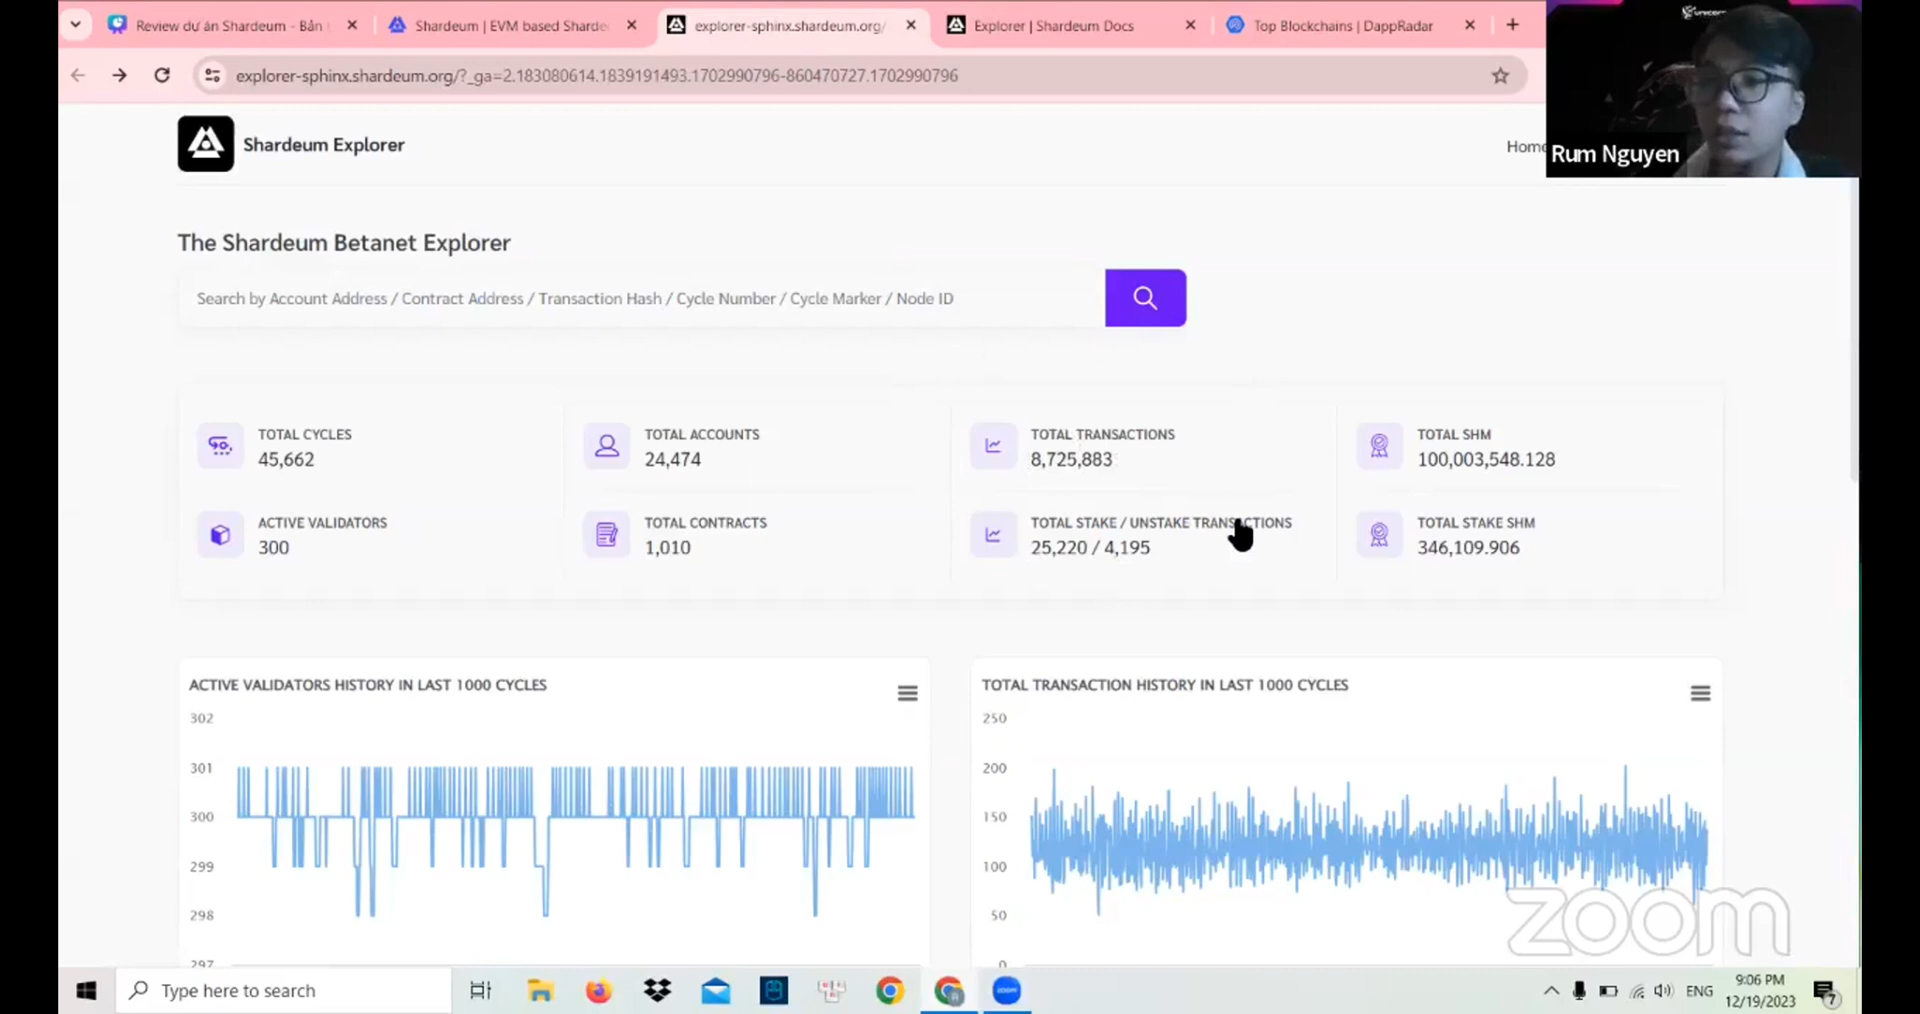 Review dự án Shardeum - Bản
Shardeum | EVM based Sharde
explorer-sphinx.shardeum.org/
Explorer | Shardeum Docs
Top Blockchains | DappRadar
explorer-sphinx.shardeum.org/?_ga=2.183080614.1839191493.1702990796-860470727.1702990796
Rum Nguyen
Shardeum Explorer
Home
The Shardeum Betanet Explorer
Search by Account Address / Contract Address / Transaction Hash / Cycle Number / Cycle Marker / Node ID
TOTAL CYCLES
45,662
TOTAL ACCOUNTS
24,474
TOTAL TRANSACTIONS
8,725,883
TOTAL SHM
100,003,548.128
ACTIVE VALIDATORS
300
TOTAL CONTRACTS
1,010
TOTAL STAKE / UNSTAKE TRANSACTIONS
25,220 / 4,195
TOTAL STAKE SHM
346,109.906
ACTIVE VALIDATORS HISTORY IN LAST 1000 CYCLES
302
301
300
299
298
297
TOTAL TRANSACTION HISTORY IN LAST 1000 CYCLES
250
200
150
100
50
0
zoom
Type here to search
zoom
ENG
9:06 PM
12/19/2023
7